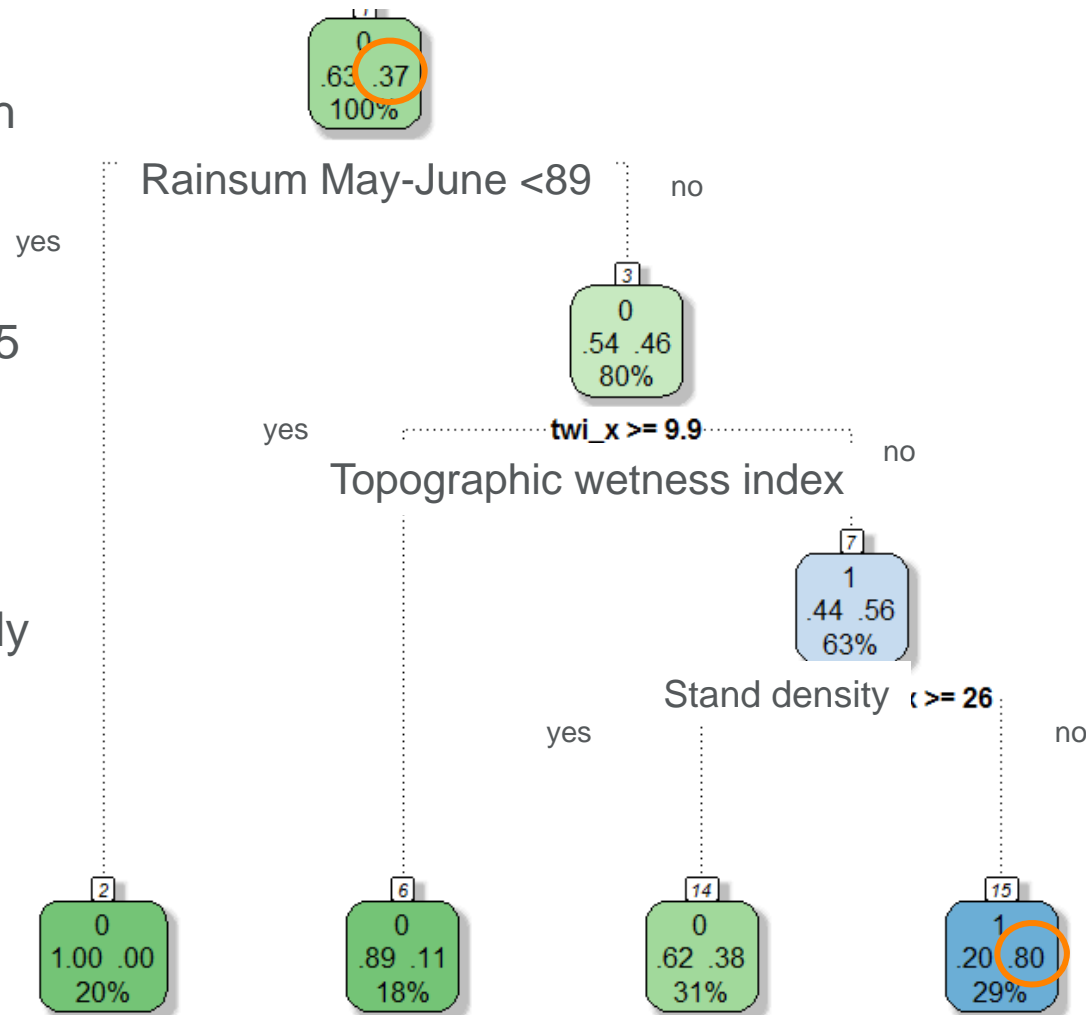 0
.63 .37
100%
Rainsum May-June <89
no
yes
3
0
.54 .46
80%
5
yes
twi_x >= 9.9
no
Topographic wetness index
7
1
.44 .56
63%
ly
Stand density
>= 26
yes
no
2
0
1.00 .00
20%
6
0
.89 .11
18%
14
0
.62 .38
31%
15
1
.20 .80
29%